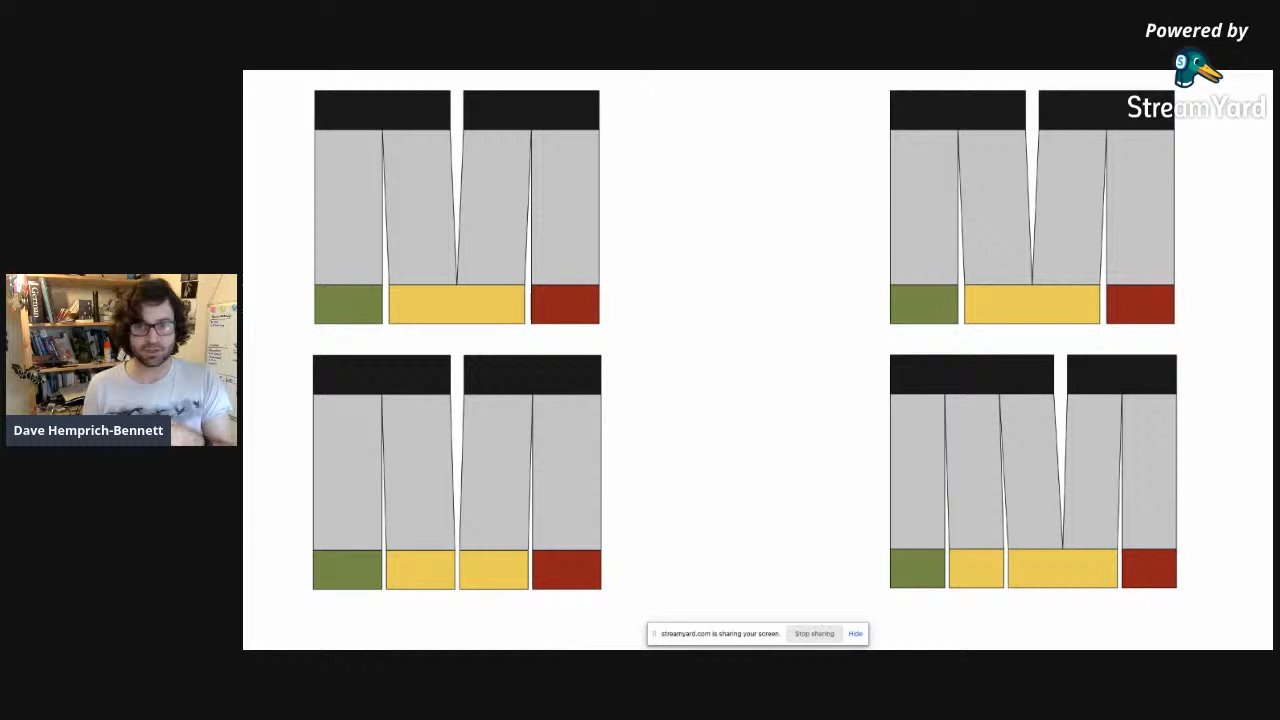 Powered by
StreamYard
Dave Hemprich-Bennett
streamyard.com is sharing your screen.
Stop sharing
Hide